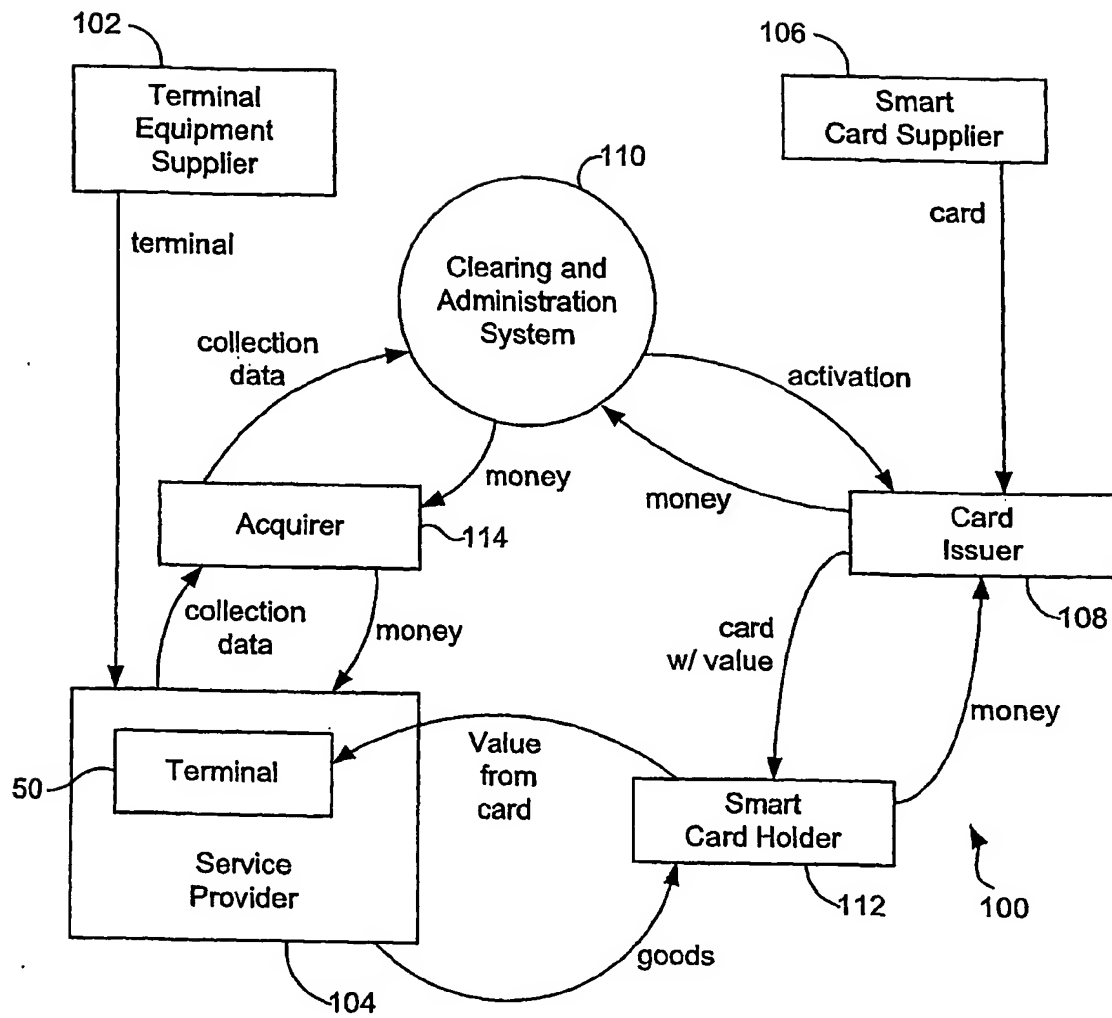 102
Terminal
Equipment
Supplier
106
Smart
Card Supplier
110
terminal
card
Clearing and
Administration
System
collection
data
activation
money
money
Acquirer
114
Card
Issuer
108
collection
data
money
card
w/ value
money
50
Terminal
Value
from
card
Smart
Card Holder
112
100
Service
Provider
goods
104